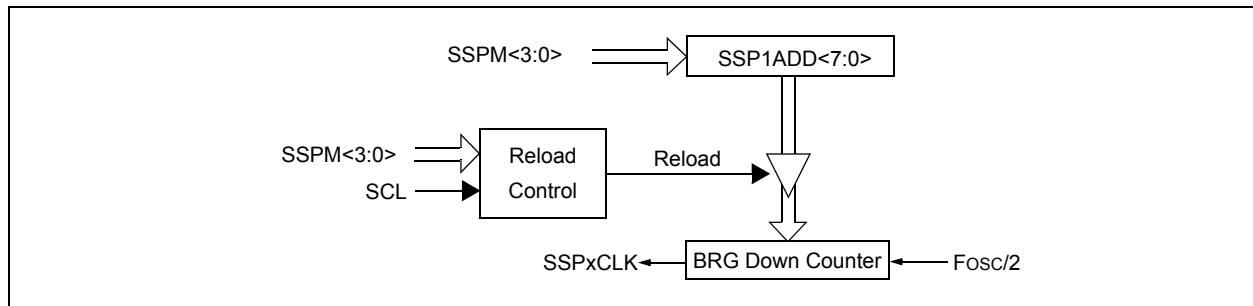 SSPM<3:0>
SSP1ADD<7:0>
SSPM<3:0>
SCL
Reload
Control
Reload
SSPxCLK
BRG Down Counter
FOSC/2